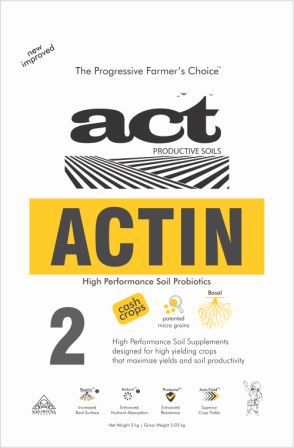 new
improved
The Progressive Farmer's Choice™
act™
PRODUCTIVE SOILS
ACTIN
High Performance Soil Probiotics
2
cash
crops
patented
micro grains
Basal
High Performance Soil Supplements
designed for high yielding crops
that maximize yields and soil productivity
Increased
Root Surface
Enhanced
Nutrient Absorption
Enhanced
Resistance
Superior
Crop Yields
Net Weight 3 kg | Gross Weight 3.03 kg